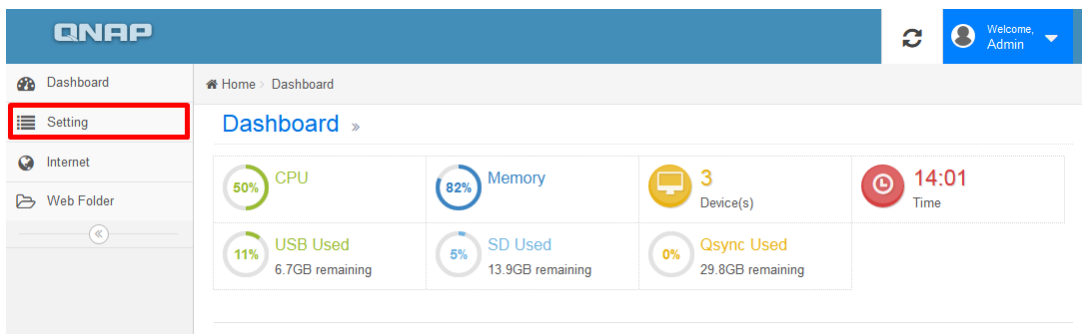 QNAP
Welcome,
Admin
Dashboard
Setting
Internet
Web Folder
Home > Dashboard
Dashboard »
50% CPU
82% Memory
3
Device(s)
14:01
Time
11% USB Used
6.7GB remaining
5% SD Used
13.9GB remaining
0% Qsync Used
29.8GB remaining